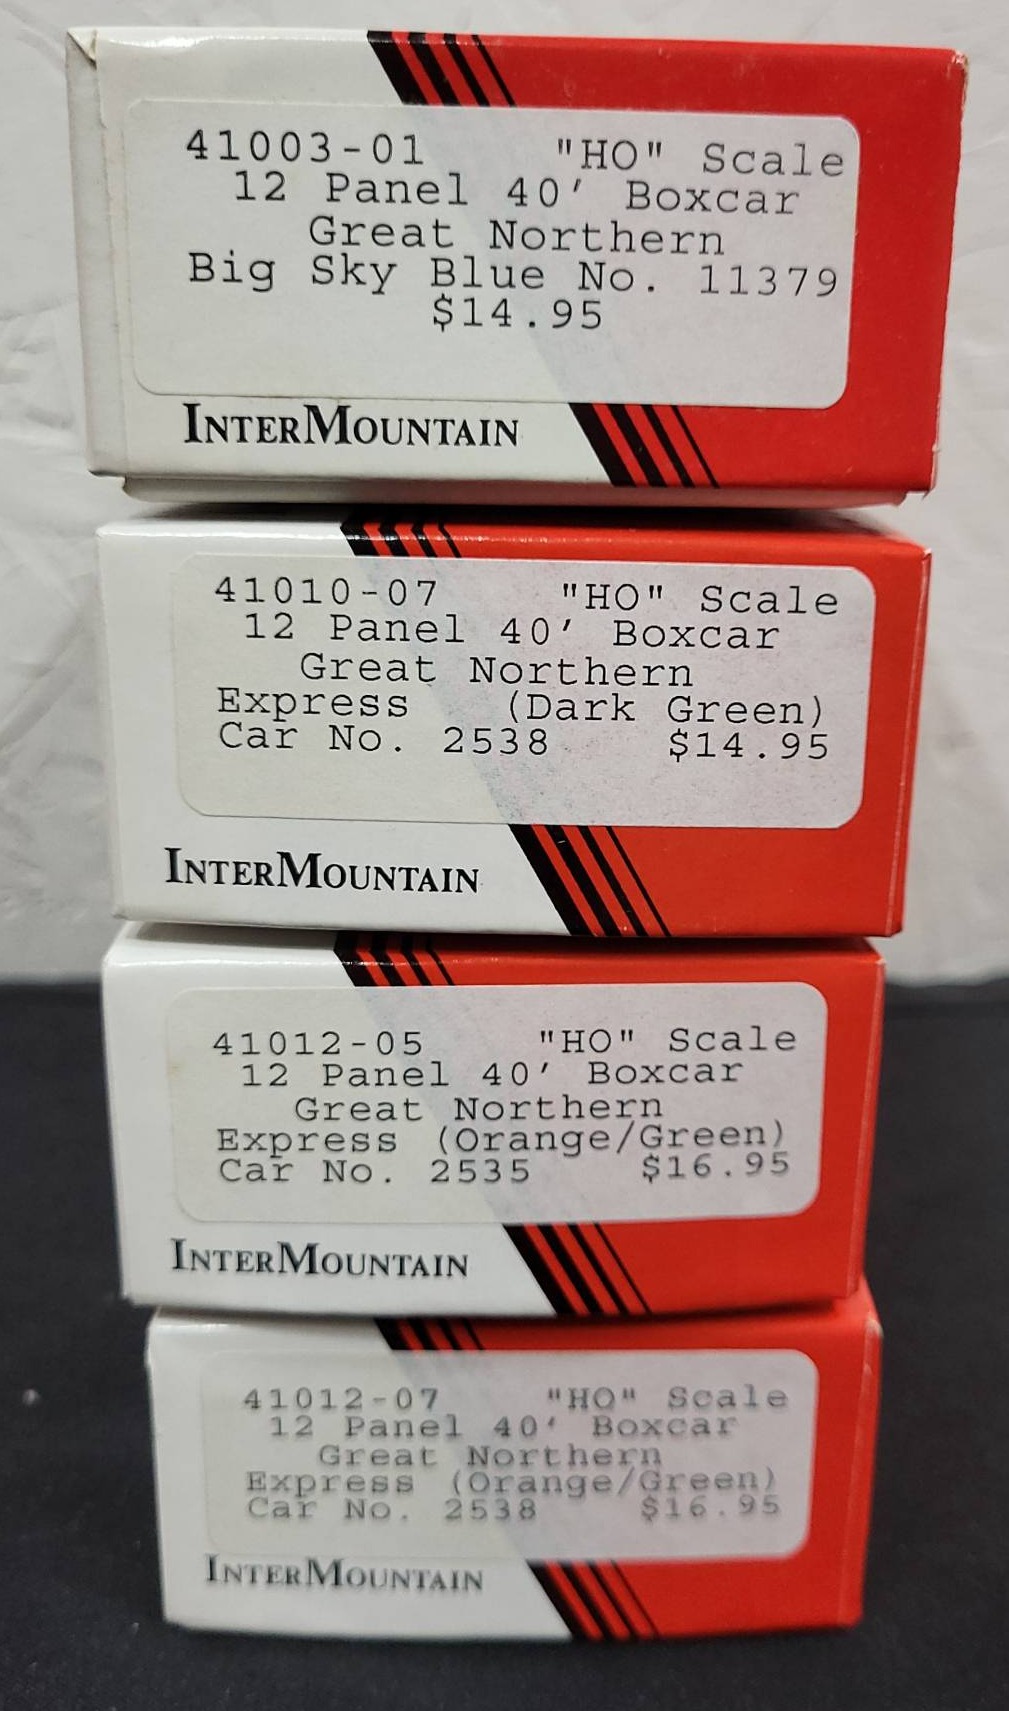 41003-01 "HO" Scale
12 Panel 40' Boxcar
Great Northern
Big Sky Blue No. 11379
$14.95
INTERMOUNTAIN
41010-07 "HO" Scale
12 Panel 40' Boxcar
Great Northern
Express (Dark Green)
Car No. 2538 $14.95
INTERMOUNTAIN
41012-05 "HO" Scale
12 Panel 40' Boxcar
Great Northern
Express (Orange/Green)
Car No. 2535 $16.95
INTERMOUNTAIN
41012-07 "HO" Scale
12 Panel 40' Boxcar
Great Northern
Express (Orange/Green)
Car No. 2538 $16.95
INTERMOUNTAIN